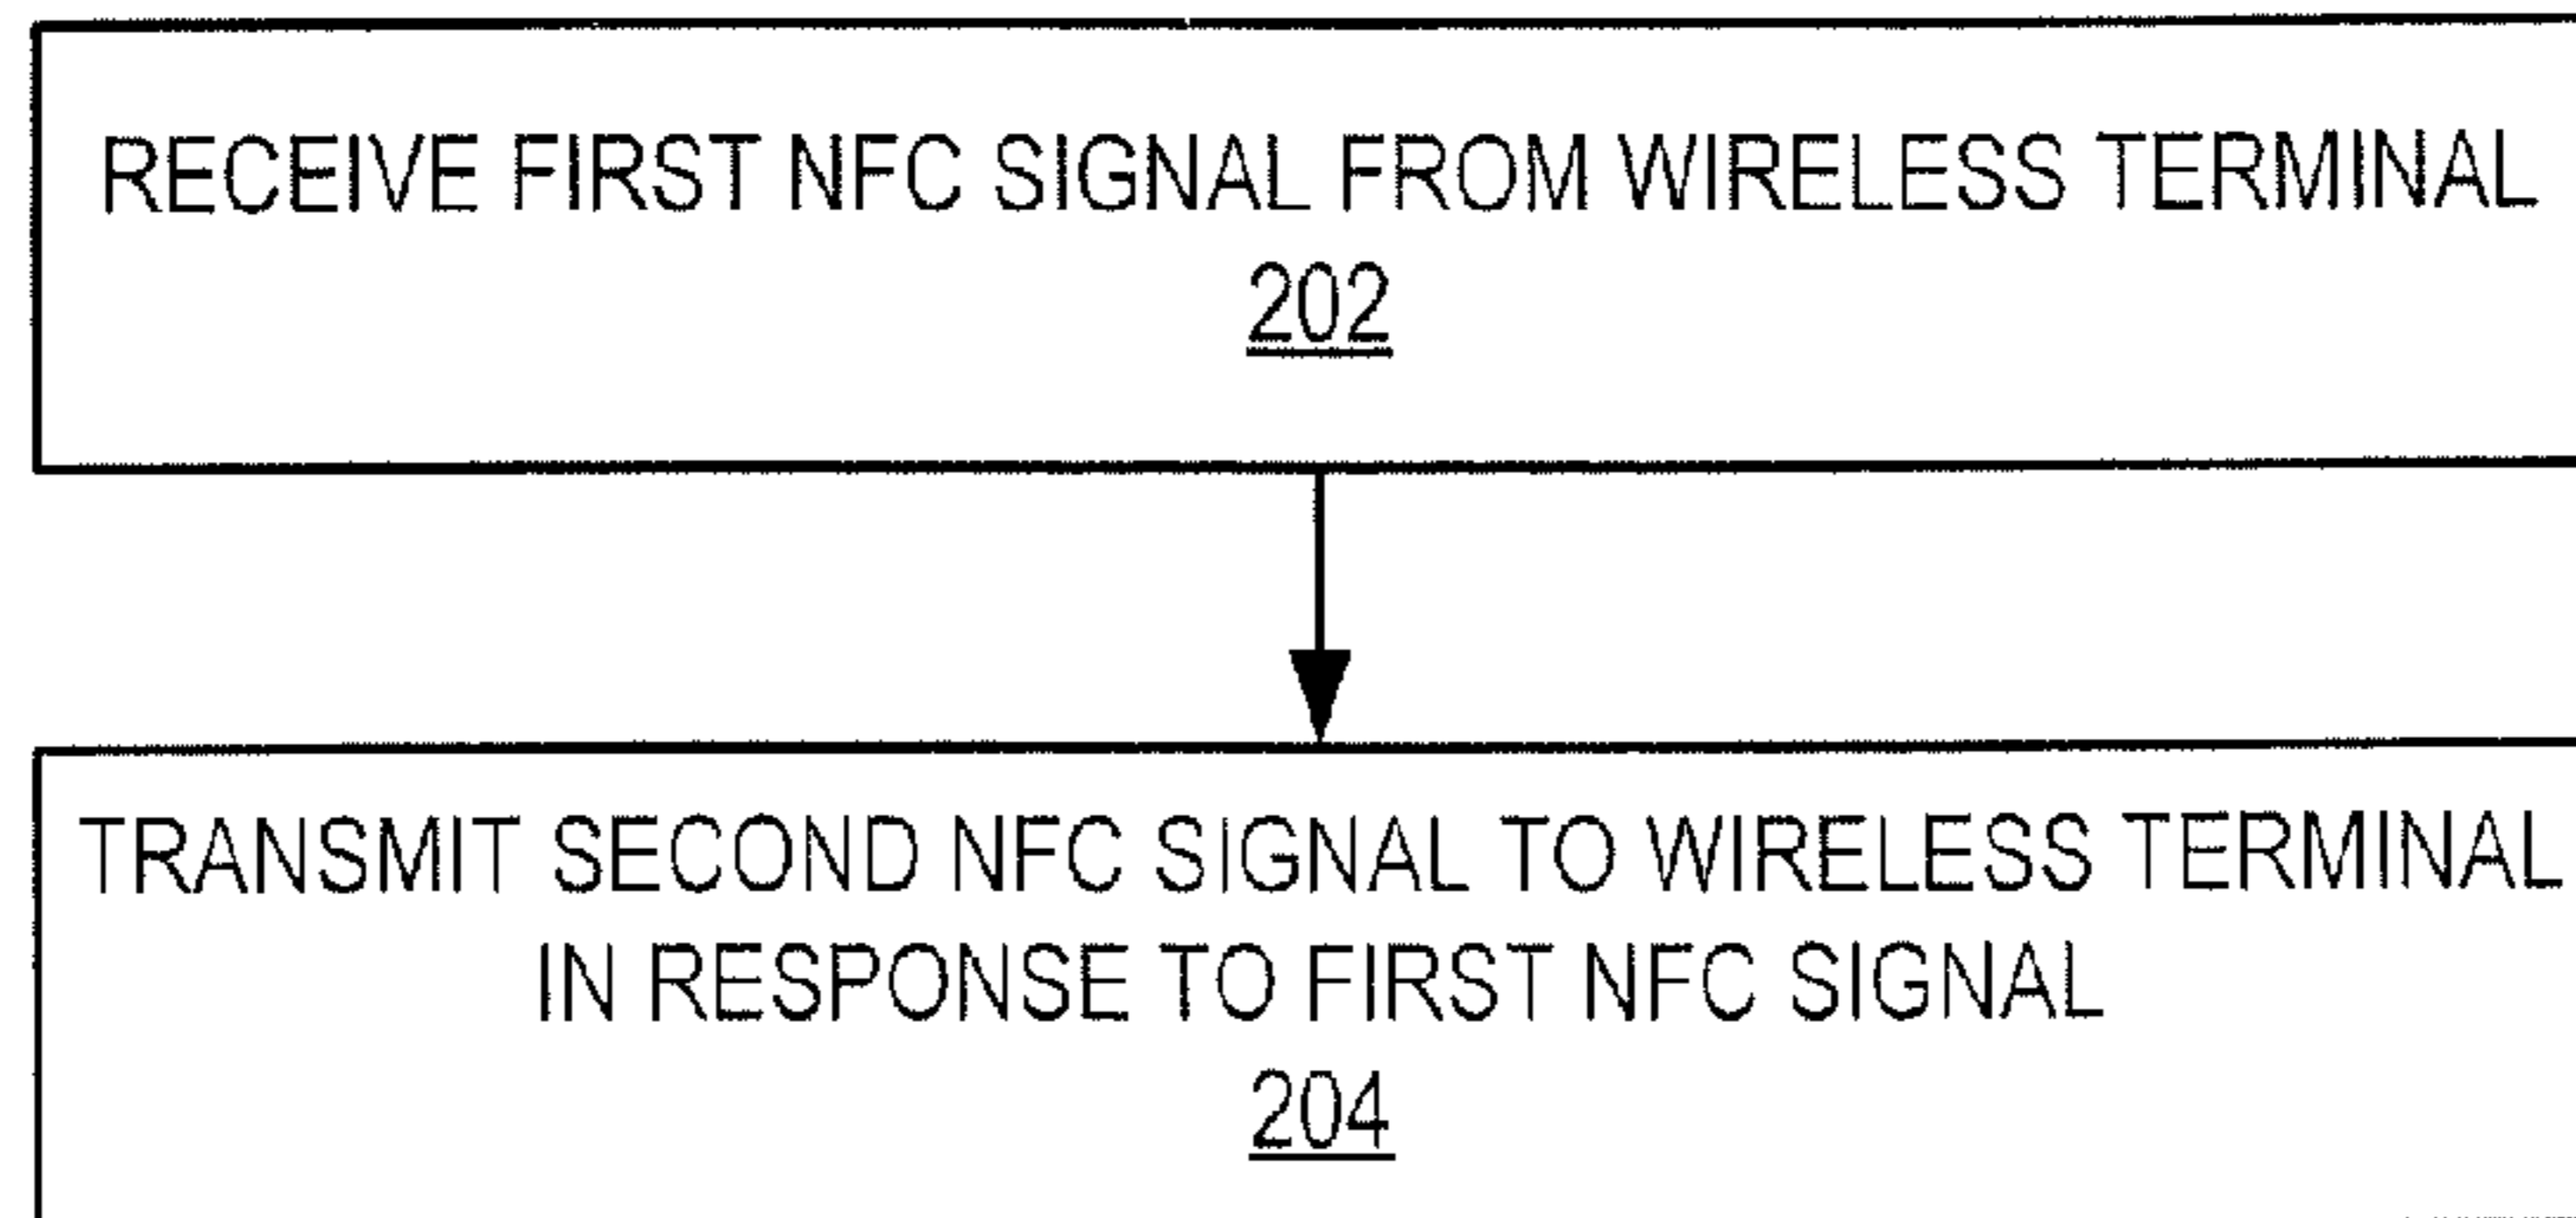 RECEIVE FIRST NFC SIGNAL FROM WIRELESS TERMINAL
202
TRANSMIT SECOND NFC SIGNAL TO WIRELESS TERMINAL
IN RESPONSE TO FIRST NFC SIGNAL
204